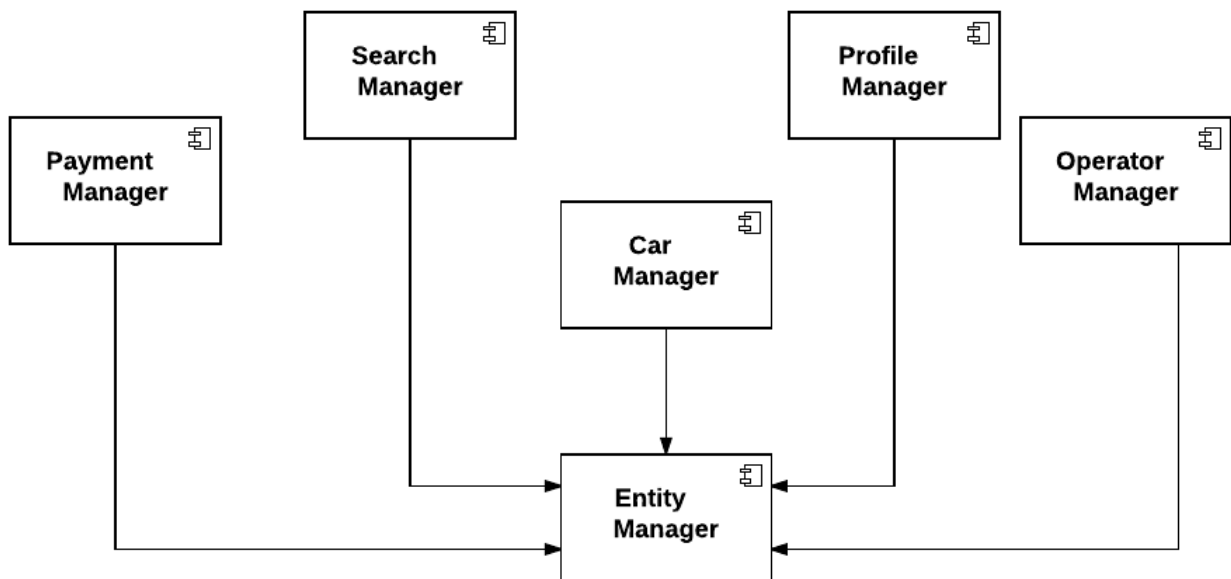 Search
Manager
Profile
Manager
Payment
Manager
Operator
Manager
Car
Manager
Entity
Manager